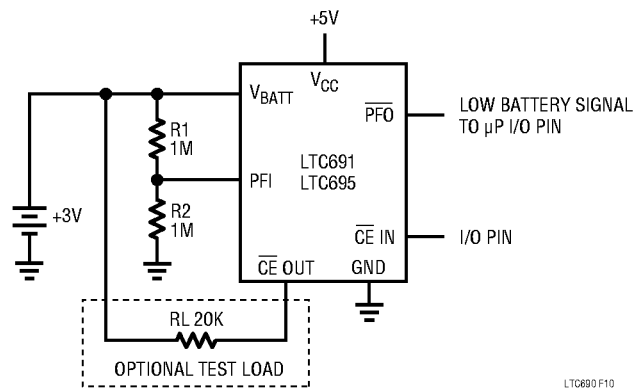 +5V
V_BATT
V_CC
PFO
LOW BATTERY SIGNAL
TO µP I/O PIN
R1
1M
LTC691
LTC695
PFI
+3V
R2
1M
CE IN
I/O PIN
CE OUT
GND
RL 20K
OPTIONAL TEST LOAD
LTC690 F10